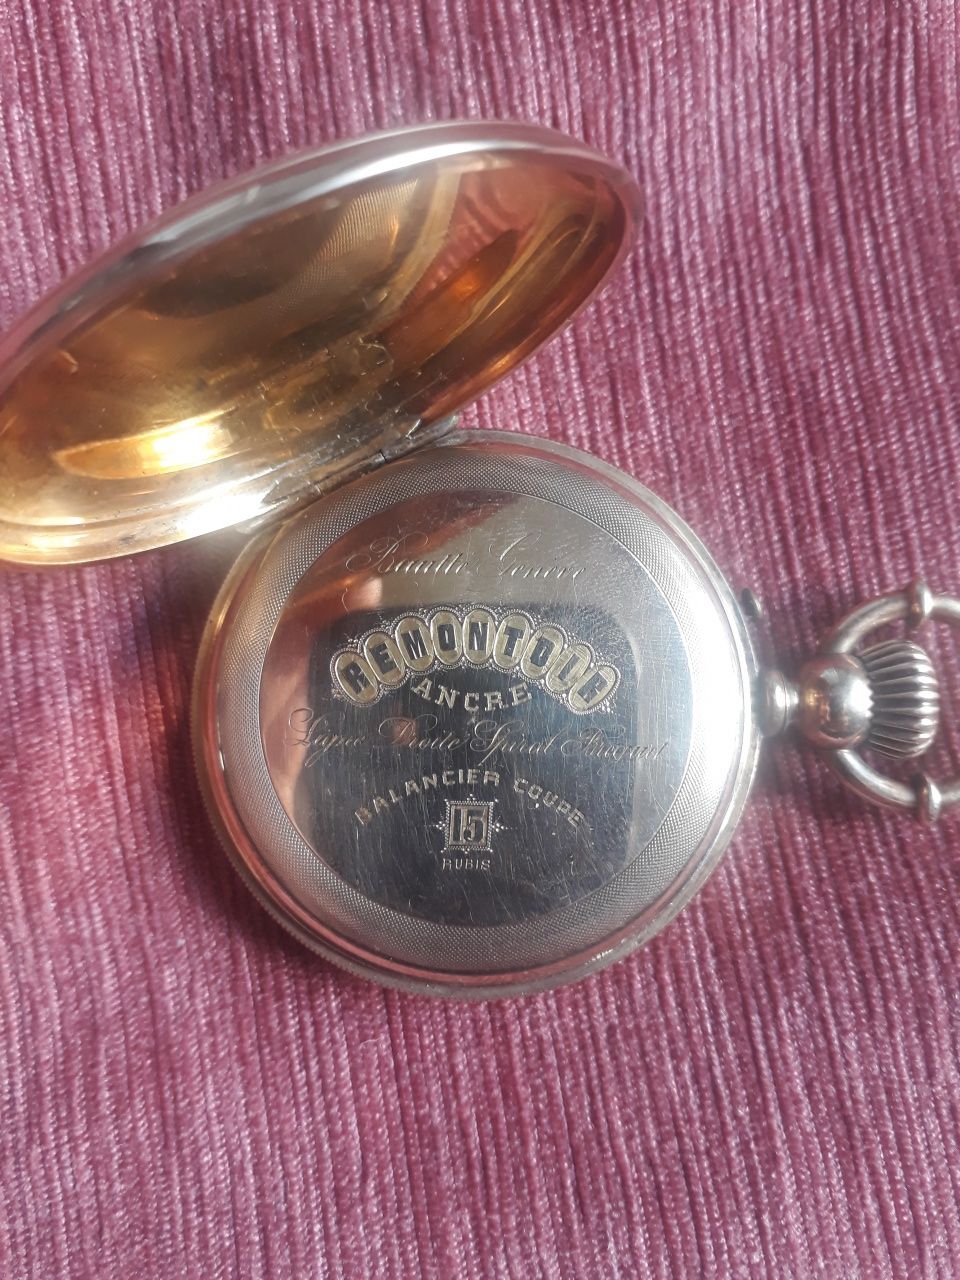 Bautte Genève
REMONTOIR
ANCRE
Ligne Droite Spiral Breguet
BALANCIER COUPE
15
RUBIS